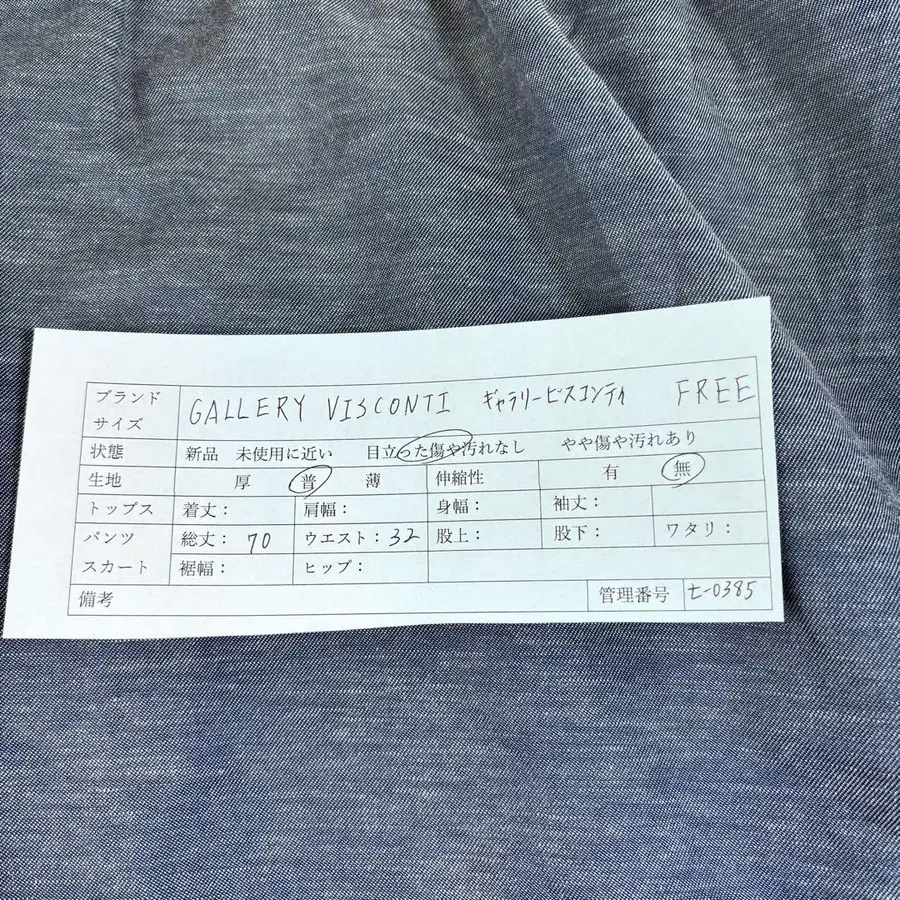 ブランド
サイズ
GALLERY VISCONTI ギャラリービスコンティ FREE
状態 新品 未使用に近い 目立った傷や汚れなし やや傷や汚れあり
生地 厚 普 薄 伸縮性 有 無
トップス 着丈： 肩幅： 身幅： 袖丈：
パンツ 総丈：70 ウエスト：32 股上： 股下： ワタリ：
スカート 裾幅： ヒップ：
備考 管理番号 t-0385